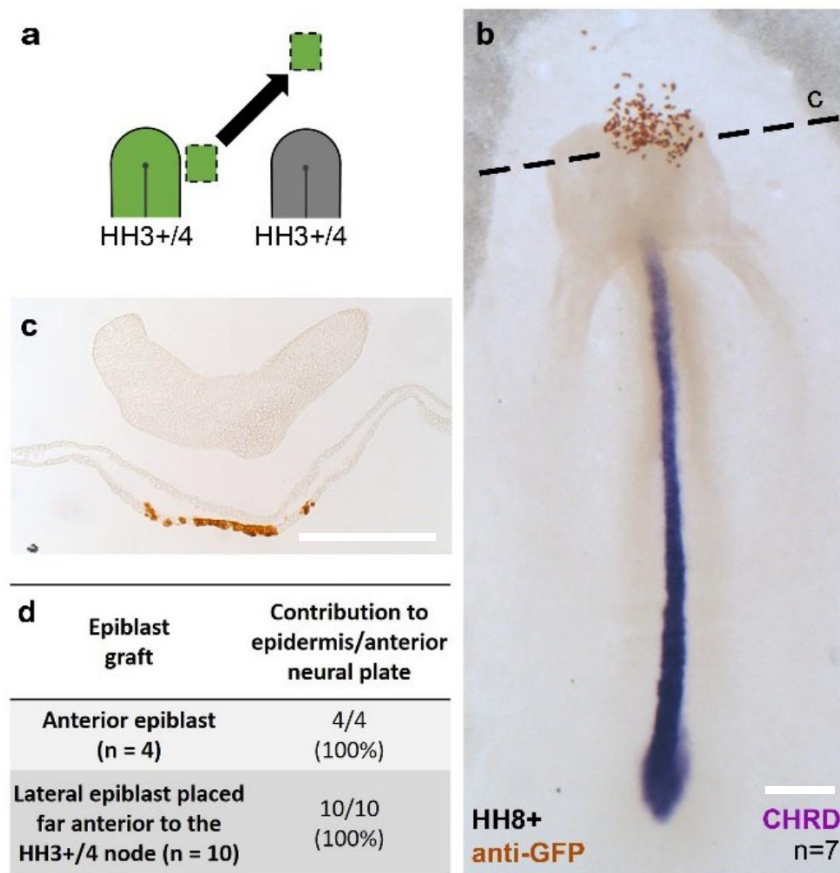 a
HH3+/4
HH3+/4
b
c
HH8+
anti-GFP
CHRD
n=7
c
d
Epiblast
graft
Contribution to
epidermis/anterior
neural plate
Anterior epiblast
(n = 4)
4/4
(100%)
Lateral epiblast placed
far anterior to the
HH3+/4 node (n = 10)
10/10
(100%)